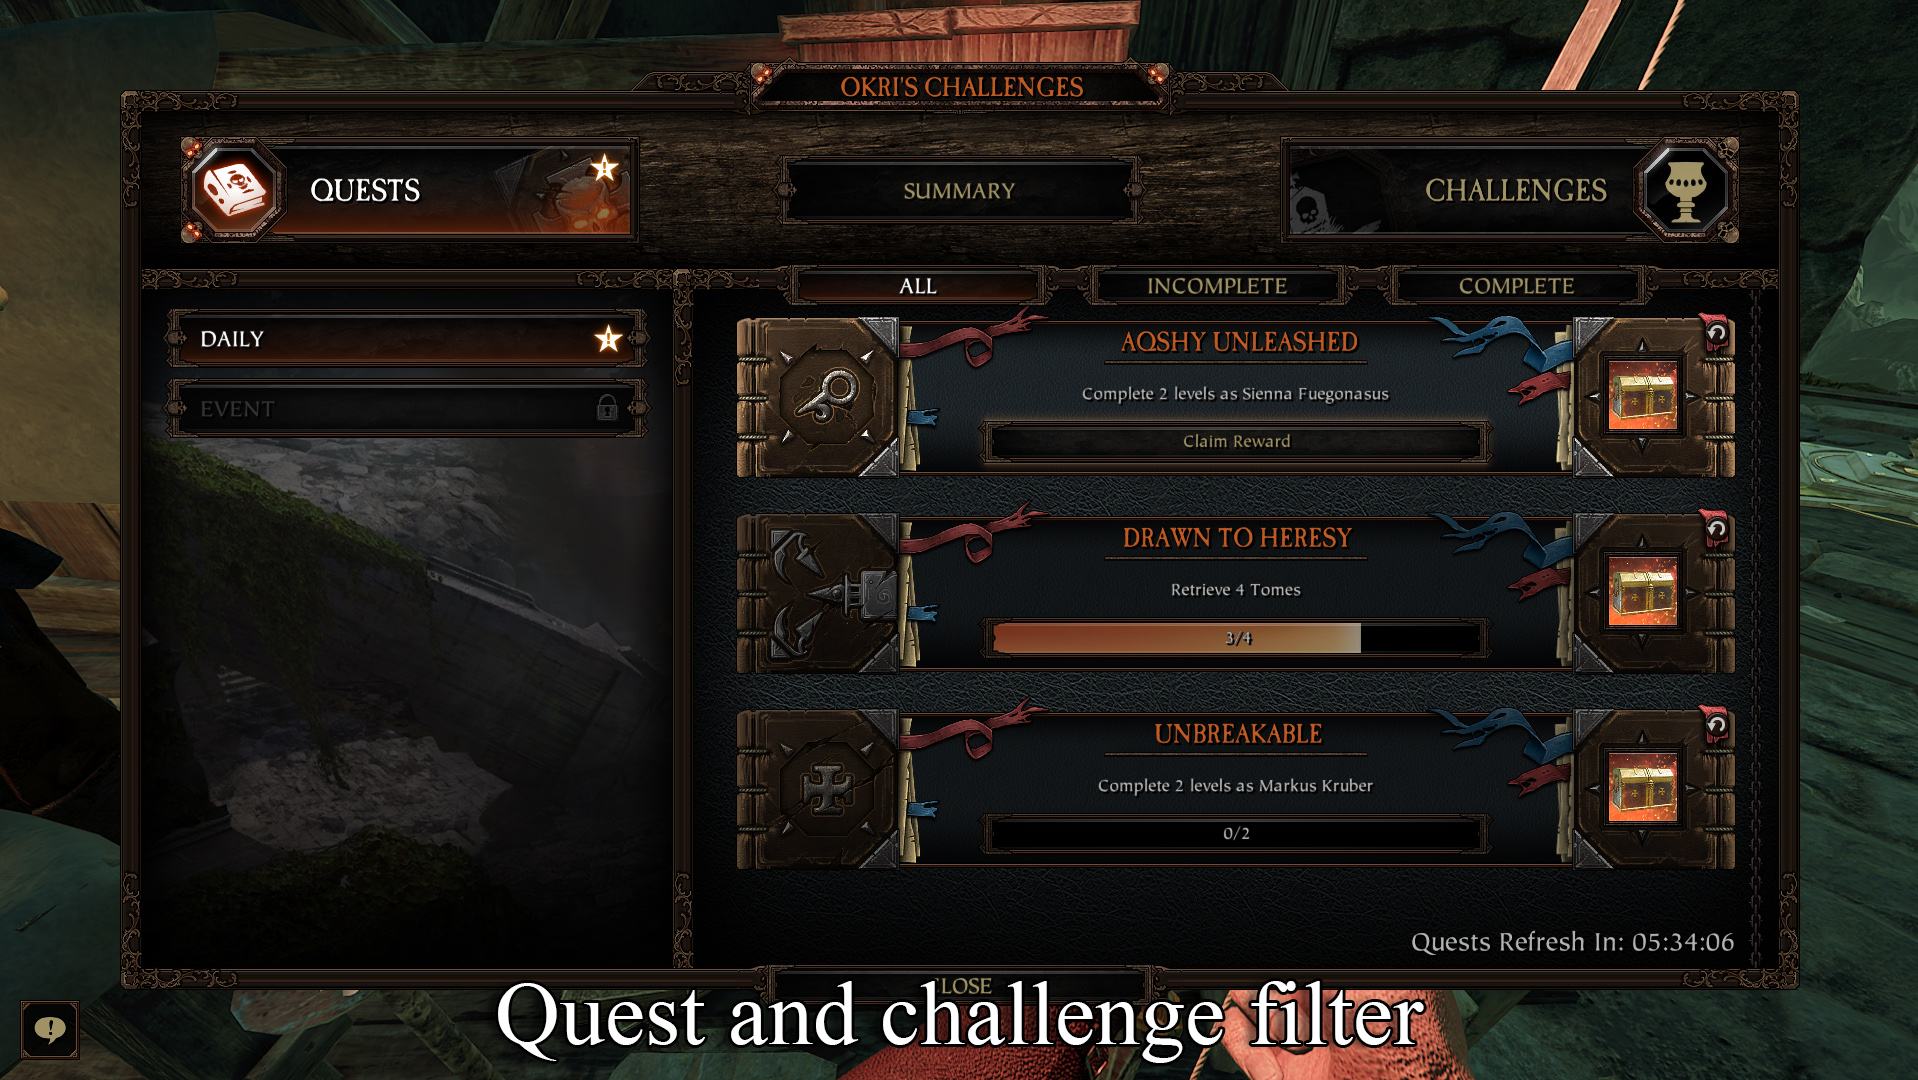 OKRI'S CHALLENGES
QUESTS
SUMMARY
CHALLENGES
ALL
INCOMPLETE
COMPLETE
DAILY
EVENT
AQSHY UNLEASHED
Complete 2 levels as Sienna Fuegonasus
Claim Reward
DRAWN TO HERESY
Retrieve 4 Tomes
3/4
UNBREAKABLE
Complete 2 levels as Markus Kruber
0/2
Quests Refresh In: 05:34:06
CLOSE
Quest and challenge filter